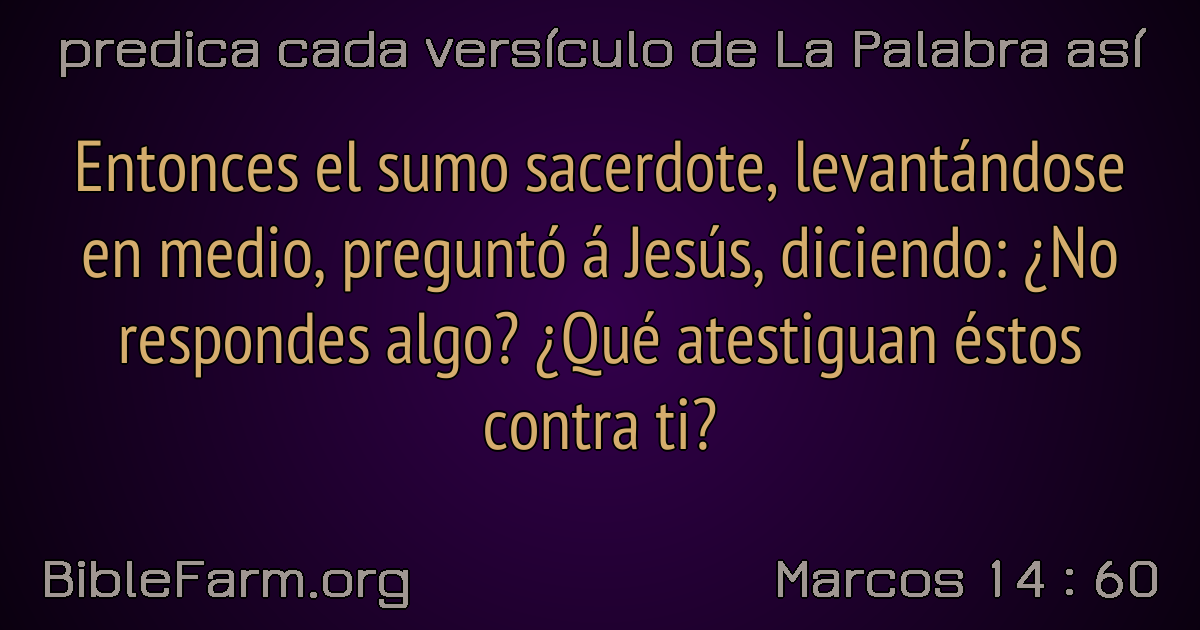 predica cada versículo de La Palabra así
Entonces el sumo sacerdote, levantándose
en medio, preguntó á Jesús, diciendo: ¿No
respondes algo? ¿Qué atestiguan éstos
contra ti?
BibleFarm.org
Marcos 14 : 60